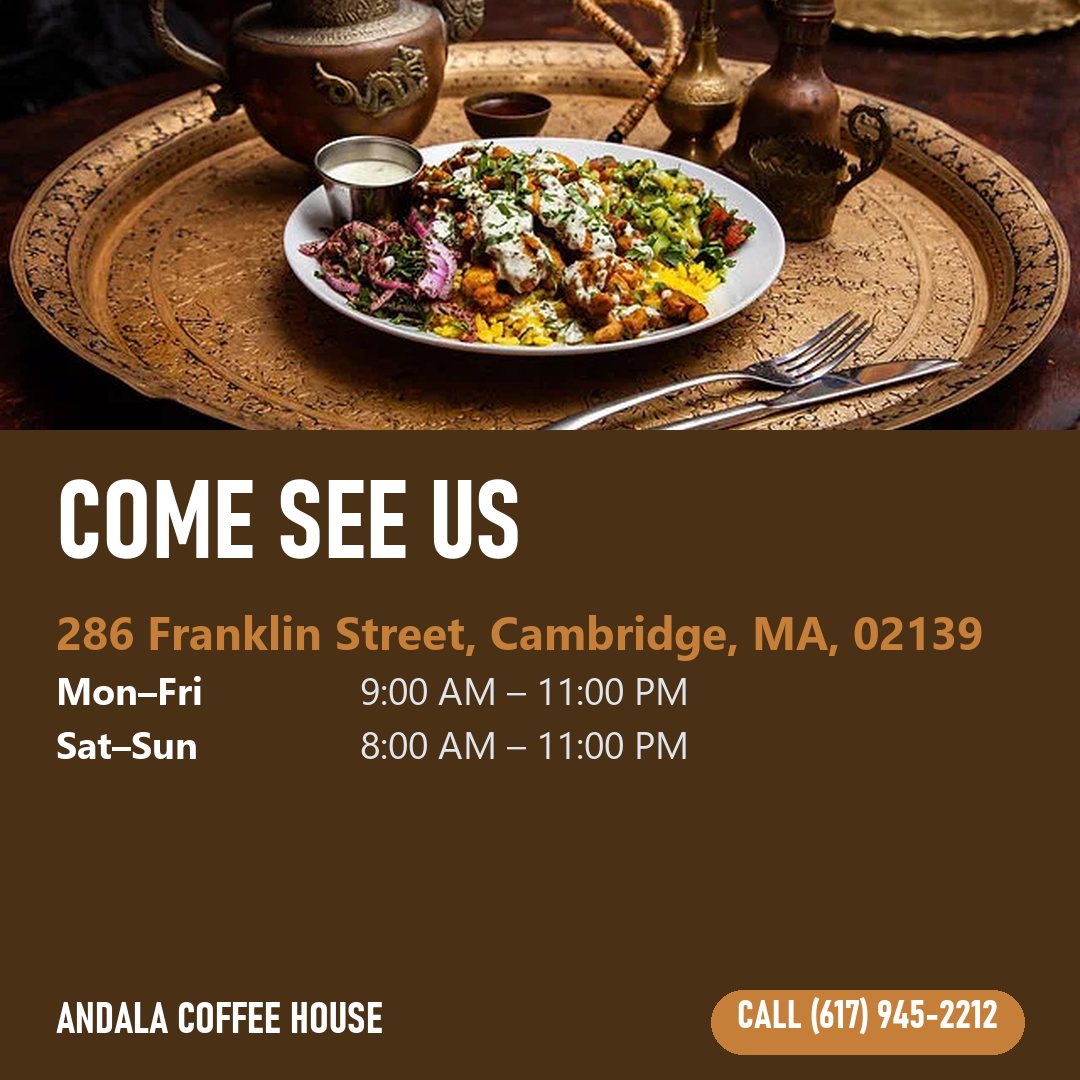 COME SEE US
286 Franklin Street, Cambridge, MA, 02139
Mon–Fri 9:00 AM – 11:00 PM
Sat–Sun 8:00 AM – 11:00 PM
ANDALA COFFEE HOUSE
CALL (617) 945-2212